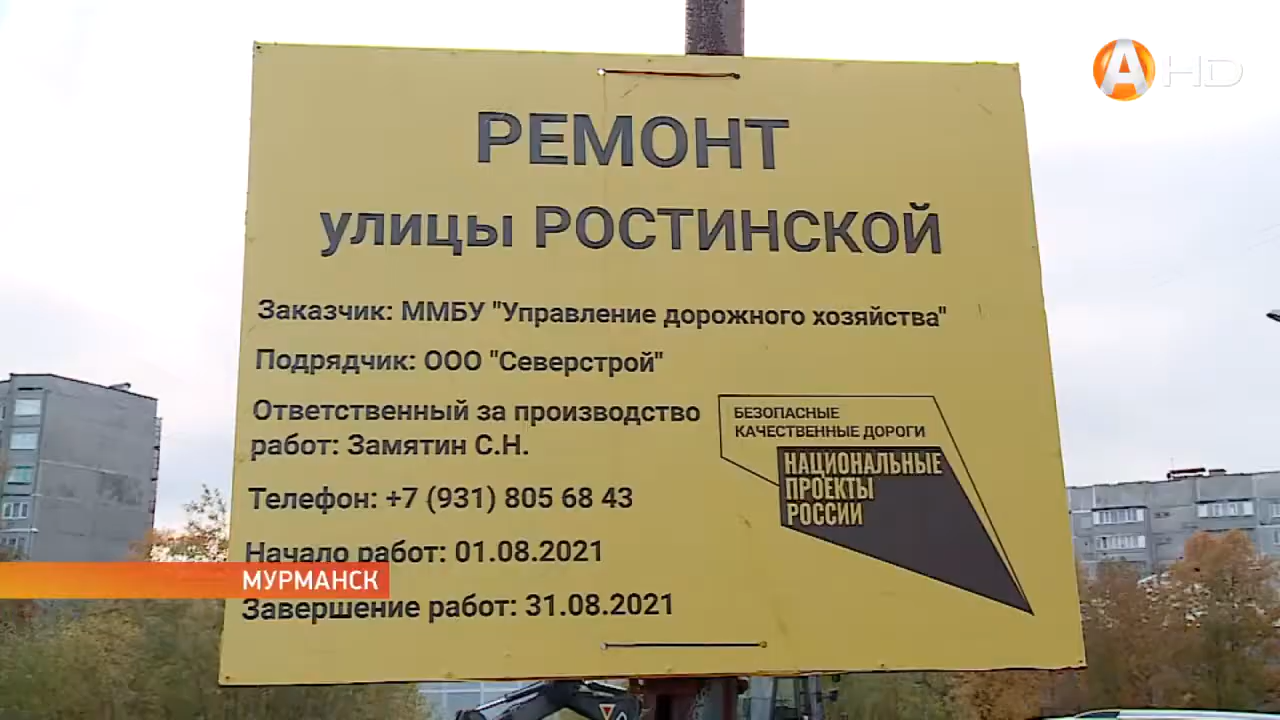 А HD
РЕМОНТ
улицы РОСТИНСКОЙ
Заказчик: ММБУ "Управление дорожного хозяйства"
Подрядчик: ООО "Северстрой"
Ответственный за производство
работ: Замятин С.Н.
Телефон: +7 (931) 805 68 43
Начало работ: 01.08.2021
Завершение работ: 31.08.2021
БЕЗОПАСНЫЕ
КАЧЕСТВЕННЫЕ ДОРОГИ
НАЦИОНАЛЬНЫЕ
ПРОЕКТЫ
РОССИИ
МУРМАНСК